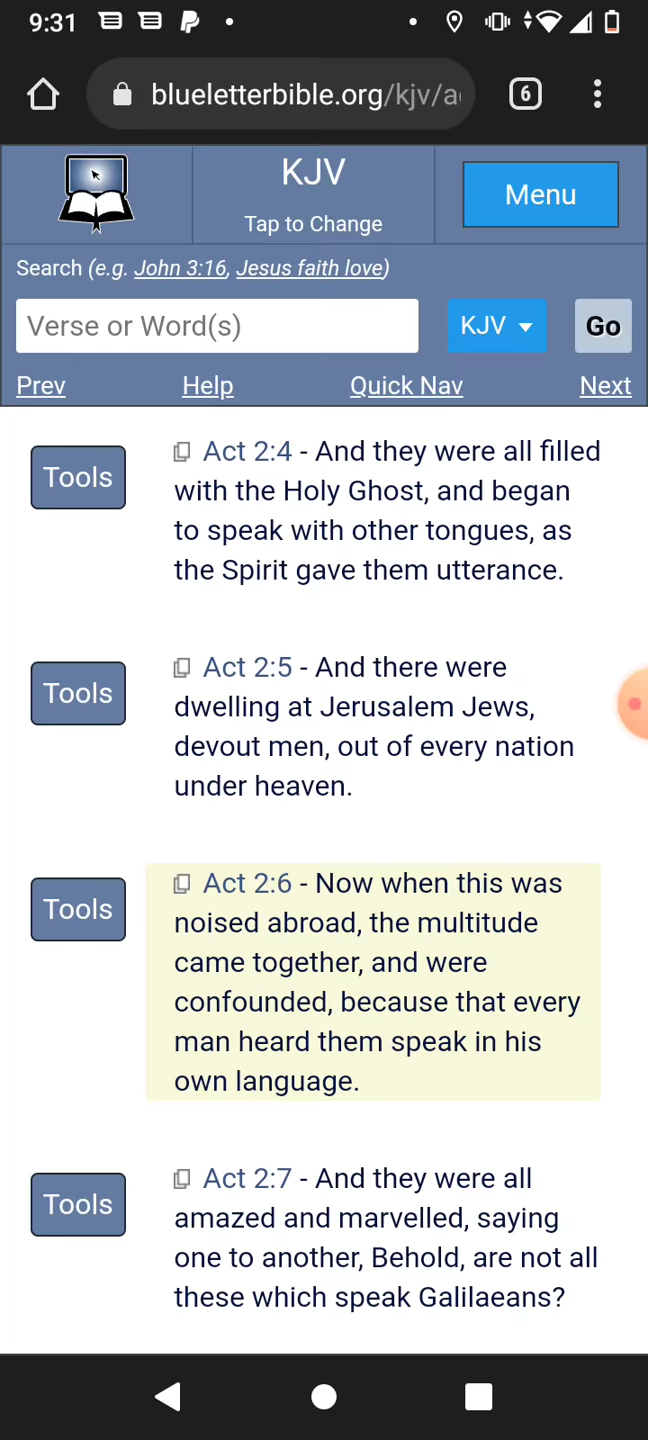 9:31
blueletterbible.org/kjv/a
6
KJV
Tap to Change
Menu
Search (e.g. John 3:16, Jesus faith love)
Verse or Word(s)
KJV
Go
Prev
Help
Quick Nav
Next
Tools
Act 2:4 - And they were all filled
with the Holy Ghost, and began
to speak with other tongues, as
the Spirit gave them utterance.
Tools
Act 2:5 - And there were
dwelling at Jerusalem Jews,
devout men, out of every nation
under heaven.
Tools
Act 2:6 - Now when this was
noised abroad, the multitude
came together, and were
confounded, because that every
man heard them speak in his
own language.
Tools
Act 2:7 - And they were all
amazed and marvelled, saying
one to another, Behold, are not all
these which speak Galilaeans?